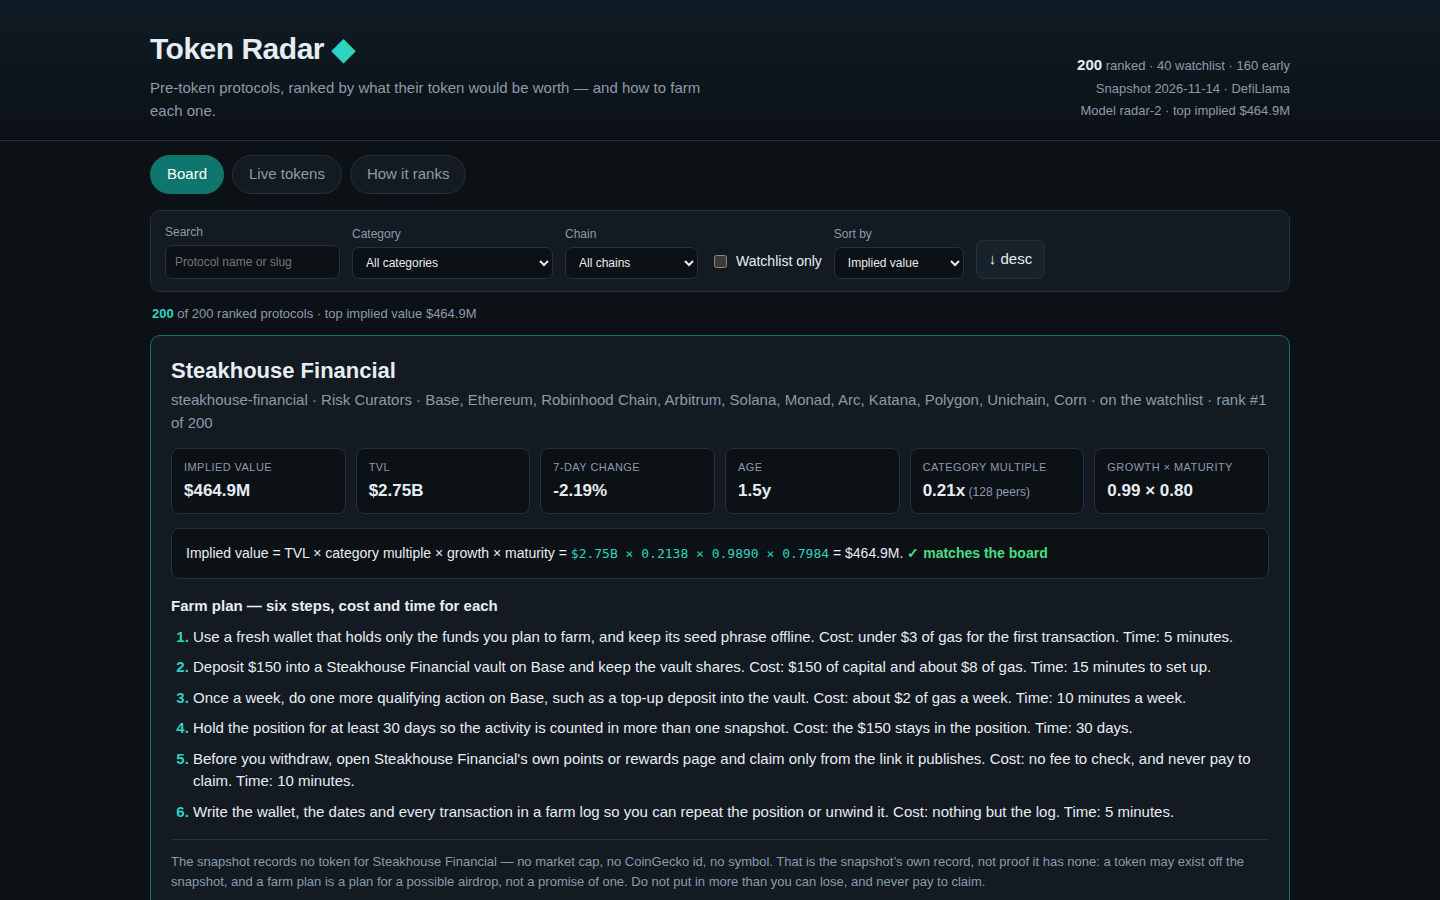 Token Radar
Pre-token protocols, ranked by what their token would be worth — and how to farm
each one.
200 ranked · 40 watchlist · 160 early
Snapshot 2026-11-14 · DefiLlama
Model radar-2 · top implied $464.9M
Board
Live tokens
How it ranks
Search
Category
Chain
Sort by
Protocol name or slug
All categories
All chains
Watchlist only
Implied value
↓ desc
200 of 200 ranked protocols · top implied value $464.9M
Steakhouse Financial
steakhouse-financial · Risk Curators · Base, Ethereum, Robinhood Chain, Arbitrum, Solana, Monad, Arc, Katana, Polygon, Unichain, Corn · on the watchlist · rank #1
of 200
IMPLIED VALUE
$464.9M
TVL
$2.75B
7-DAY CHANGE
-2.19%
AGE
1.5y
CATEGORY MULTIPLE
0.21x (128 peers)
GROWTH × MATURITY
0.99 × 0.80
Implied value = TVL × category multiple × growth × maturity = $2.75B × 0.2138 × 0.9890 × 0.7984 = $464.9M. ✓ matches the board
Farm plan — six steps, cost and time for each
1. Use a fresh wallet that holds only the funds you plan to farm, and keep its seed phrase offline. Cost: under $3 of gas for the first transaction. Time: 5 minutes.
2. Deposit $150 into a Steakhouse Financial vault on Base and keep the vault shares. Cost: $150 of capital and about $8 of gas. Time: 15 minutes to set up.
3. Once a week, do one more qualifying action on Base, such as a top-up deposit into the vault. Cost: about $2 of gas a week. Time: 10 minutes a week.
4. Hold the position for at least 30 days so the activity is counted in more than one snapshot. Cost: the $150 stays in the position. Time: 30 days.
5. Before you withdraw, open Steakhouse Financial's own points or rewards page and claim only from the link it publishes. Cost: no fee to check, and never pay to
claim. Time: 10 minutes.
6. Write the wallet, the dates and every transaction in a farm log so you can repeat the position or unwind it. Cost: nothing but the log. Time: 5 minutes.
The snapshot records no token for Steakhouse Financial — no market cap, no CoinGecko id, no symbol. That is the snapshot's own record, not proof it has none: a token may exist off the
snapshot, and a farm plan is a plan for a possible airdrop, not a promise of one. Do not put in more than you can lose, and never pay to claim.